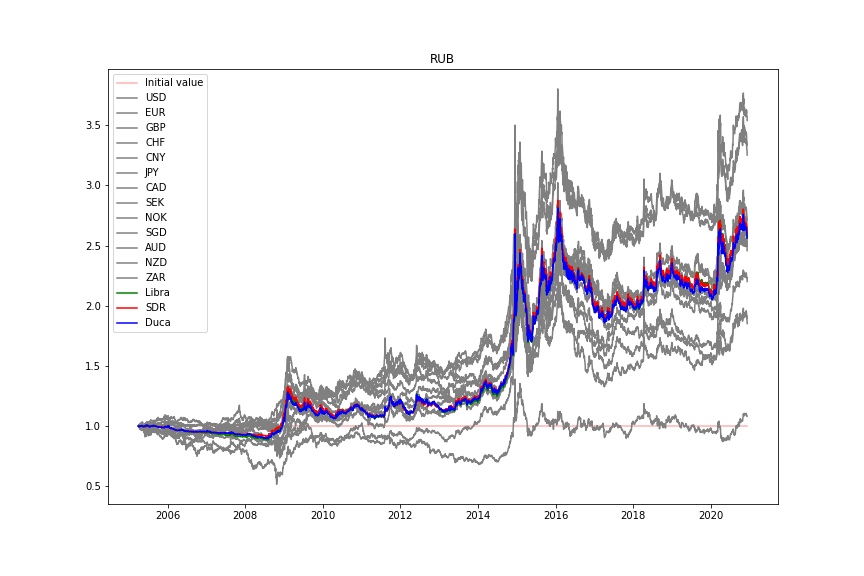 RUB
Initial value
USD
EUR
GBP
CHF
CNY
JPY
CAD
SEK
NOK
SGD
AUD
NZD
ZAR
Libra
SDR
Duca
3.5
3.0
2.5
2.0
1.5
1.0
0.5
2006 2008 2010 2012 2014 2016 2018 2020